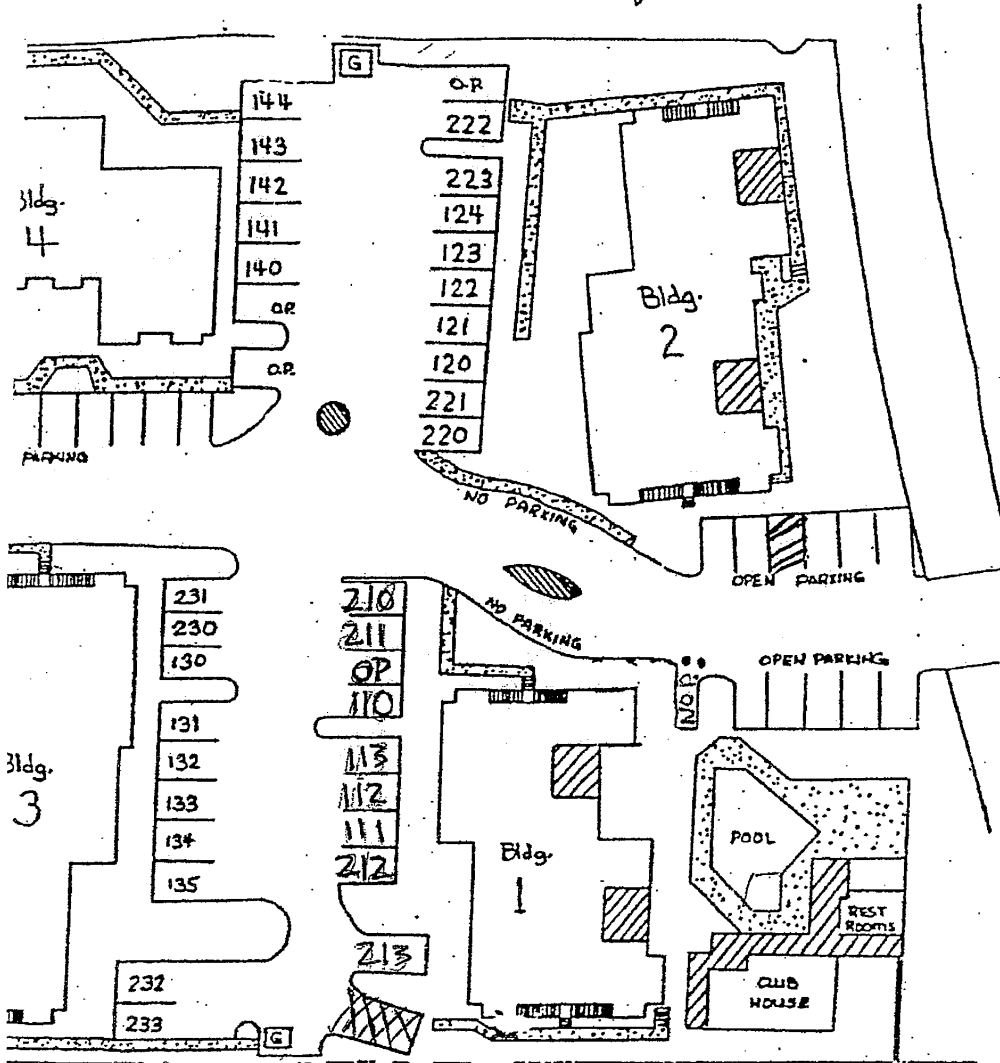 G
O.P.
144
222
143
223
142
124
141
123
140
122
O.P.
121
O.P.
120
221
220
Bldg.
4
Bldg.
2
PARKING
NO PARKING
OPEN PARKING
NO PARKING
OPEN PARKING
NO P.
231
230
130
131
132
133
134
135
232
233
Bldg.
3
210
211
OP
110
113
112
111
212
213
G
Bldg.
1
POOL
REST
ROOMS
CLUB
HOUSE